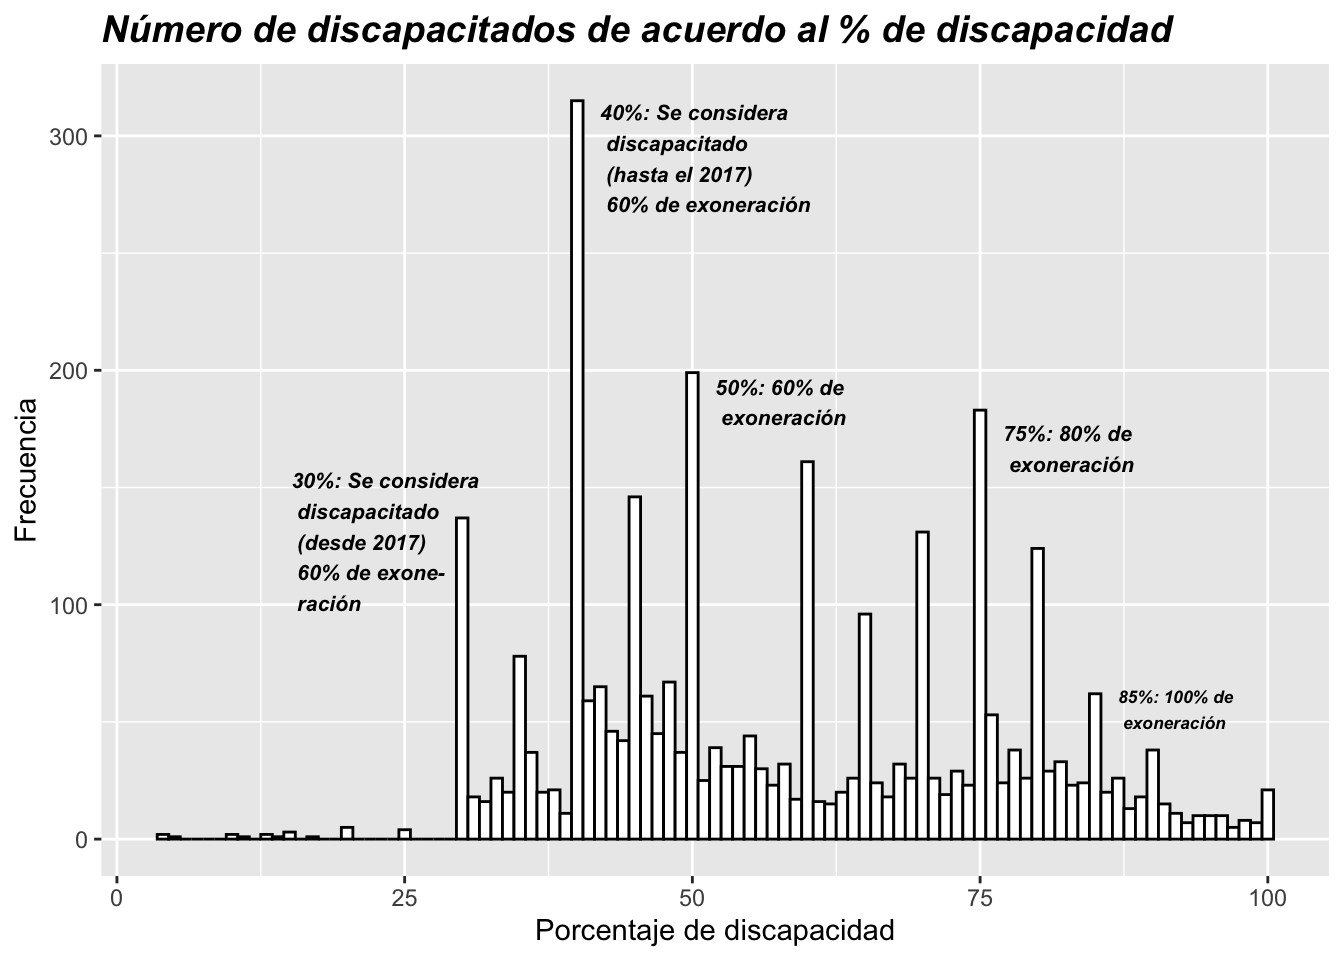 Número de discapacitados de acuerdo al % de discapacidad
300
200
100
0
Frecuencia
40%: Se considera
discapacitado
(hasta el 2017)
60% de exoneración
50%: 60% de
exoneración
75%: 80% de
exoneración
30%: Se considera
discapacitado
(desde 2017)
60% de exone-
ración
85%: 100% de
exoneración
0
25
50
75
100
Porcentaje de discapacidad